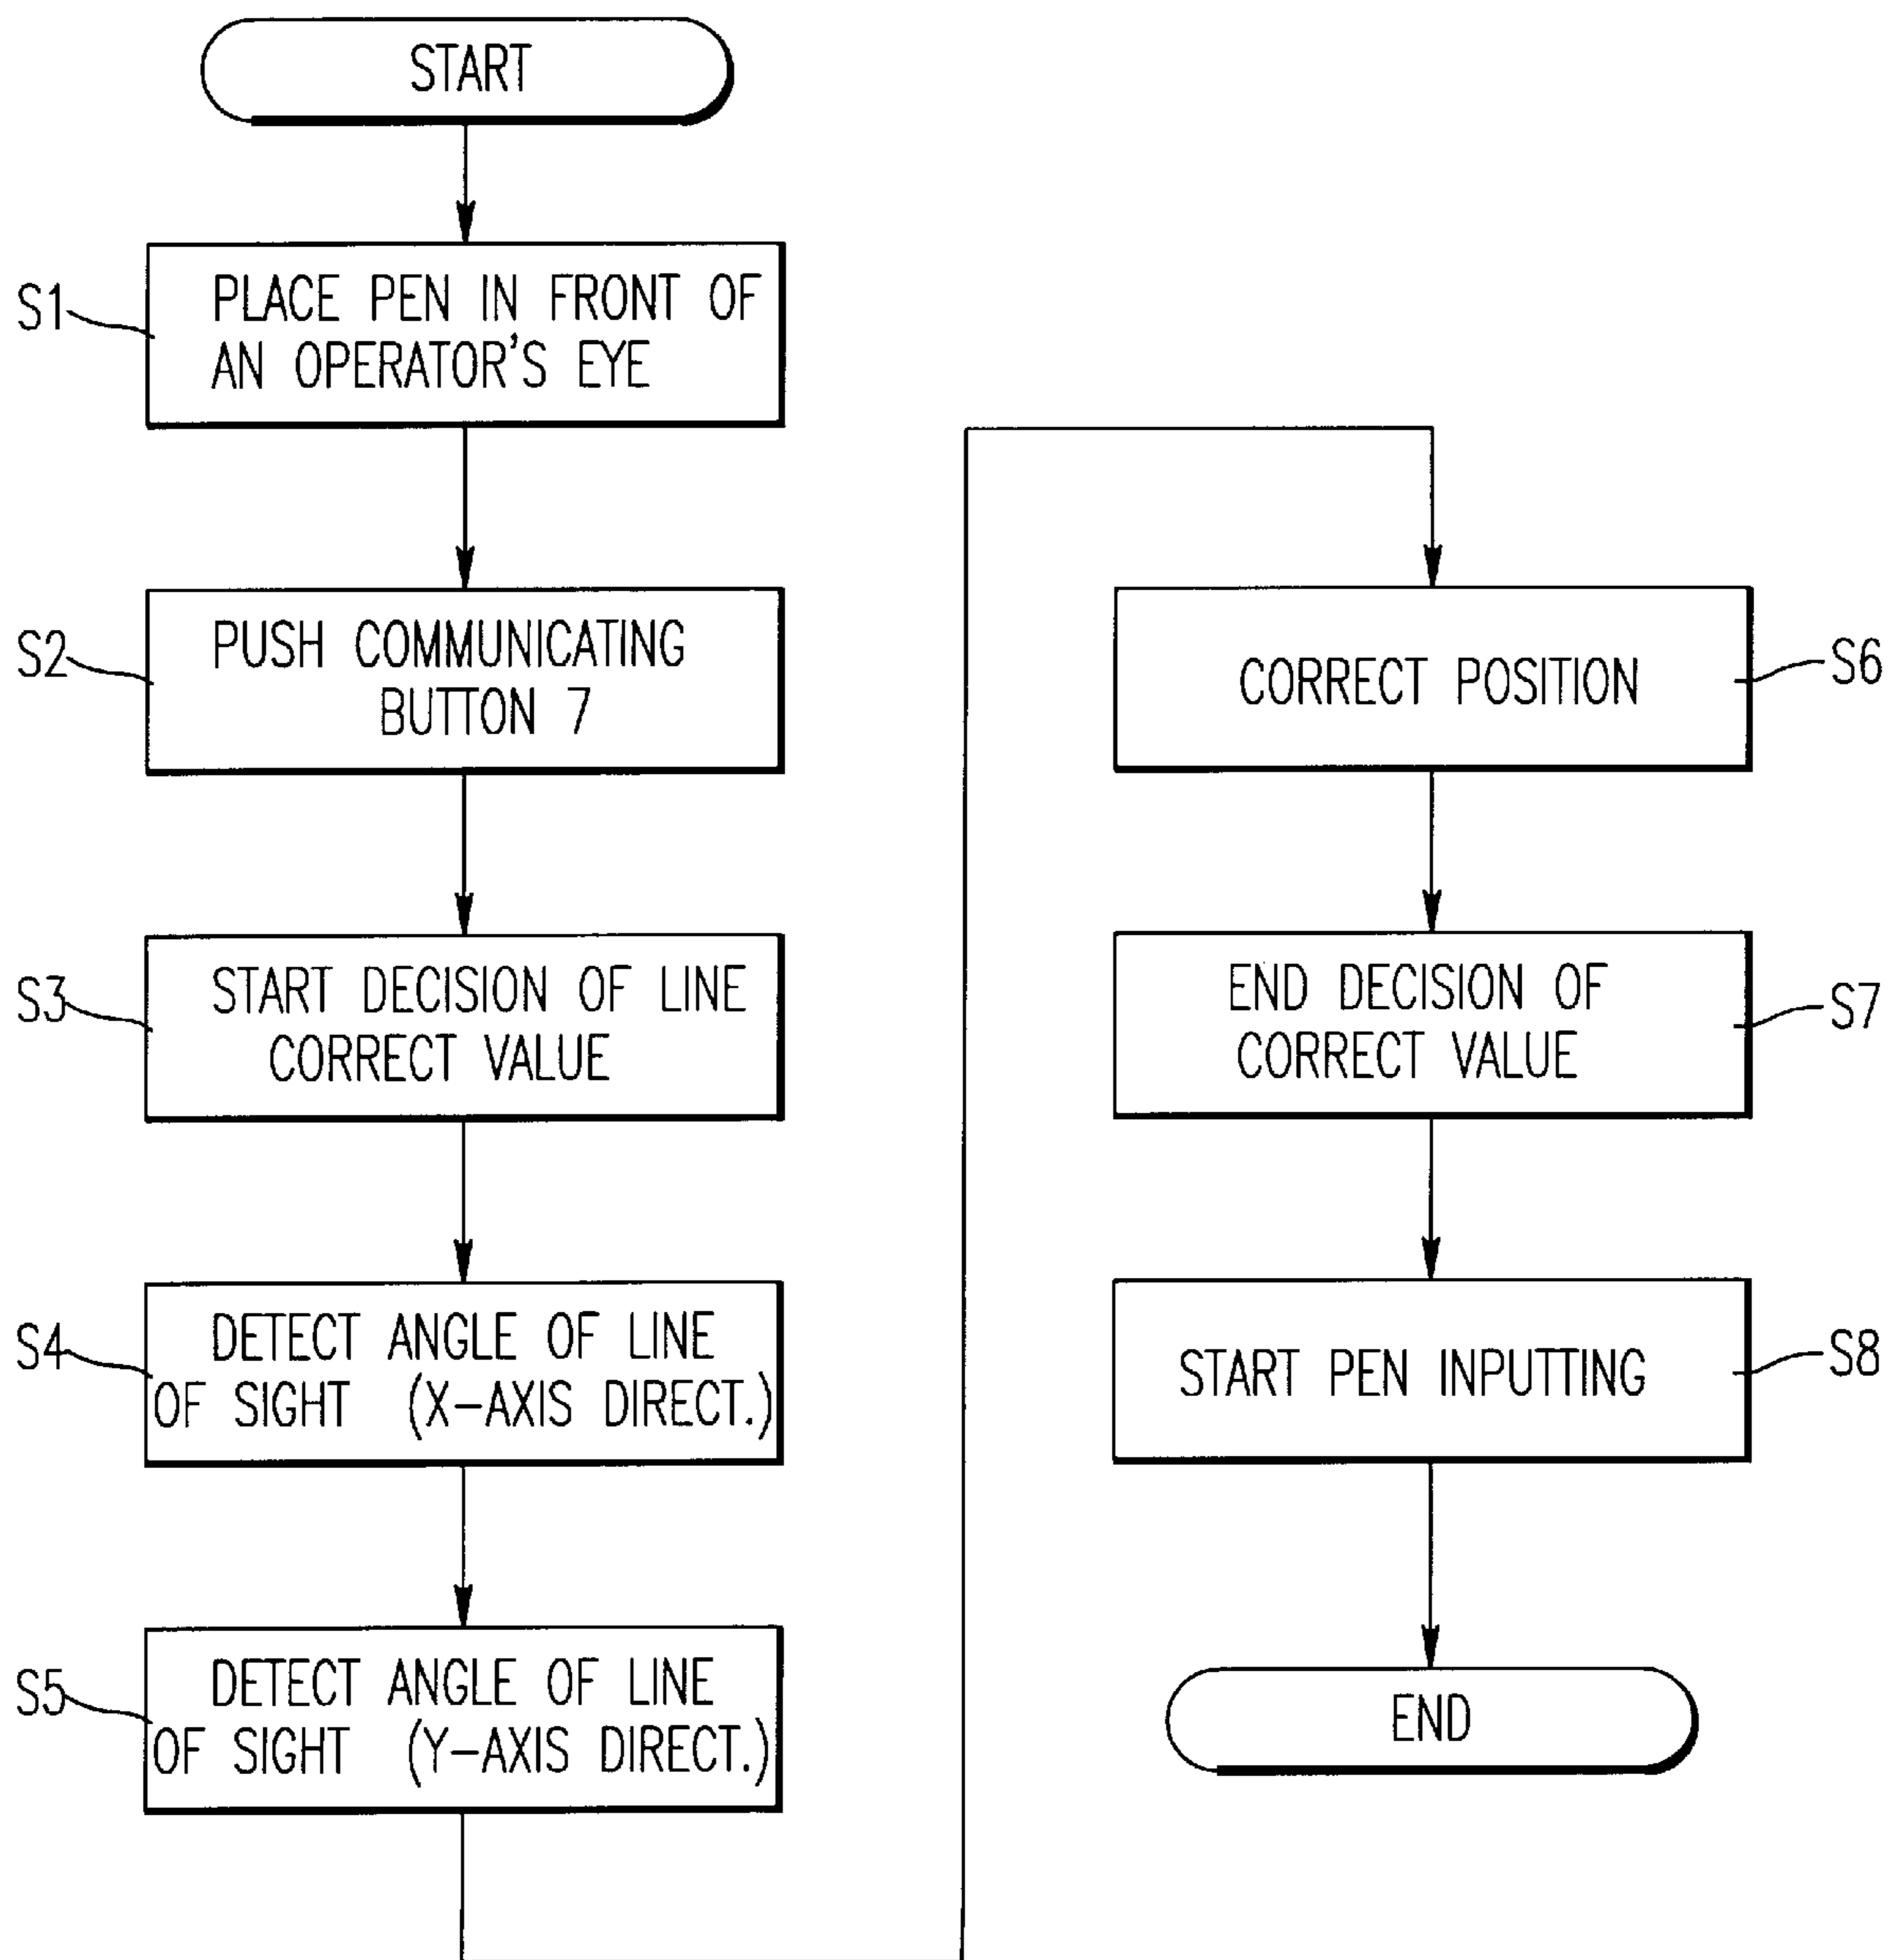 START
S1
PLACE PEN IN FRONT OF
AN OPERATOR'S EYE
S2
PUSH COMMUNICATING
BUTTON 7
S3
START DECISION OF LINE
CORRECT VALUE
S4
DETECT ANGLE OF LINE
OF SIGHT (X-AXIS DIRECT.)
S5
DETECT ANGLE OF LINE
OF SIGHT (Y-AXIS DIRECT.)
CORRECT POSITION
S6
END DECISION OF
CORRECT VALUE
S7
START PEN INPUTTING
S8
END